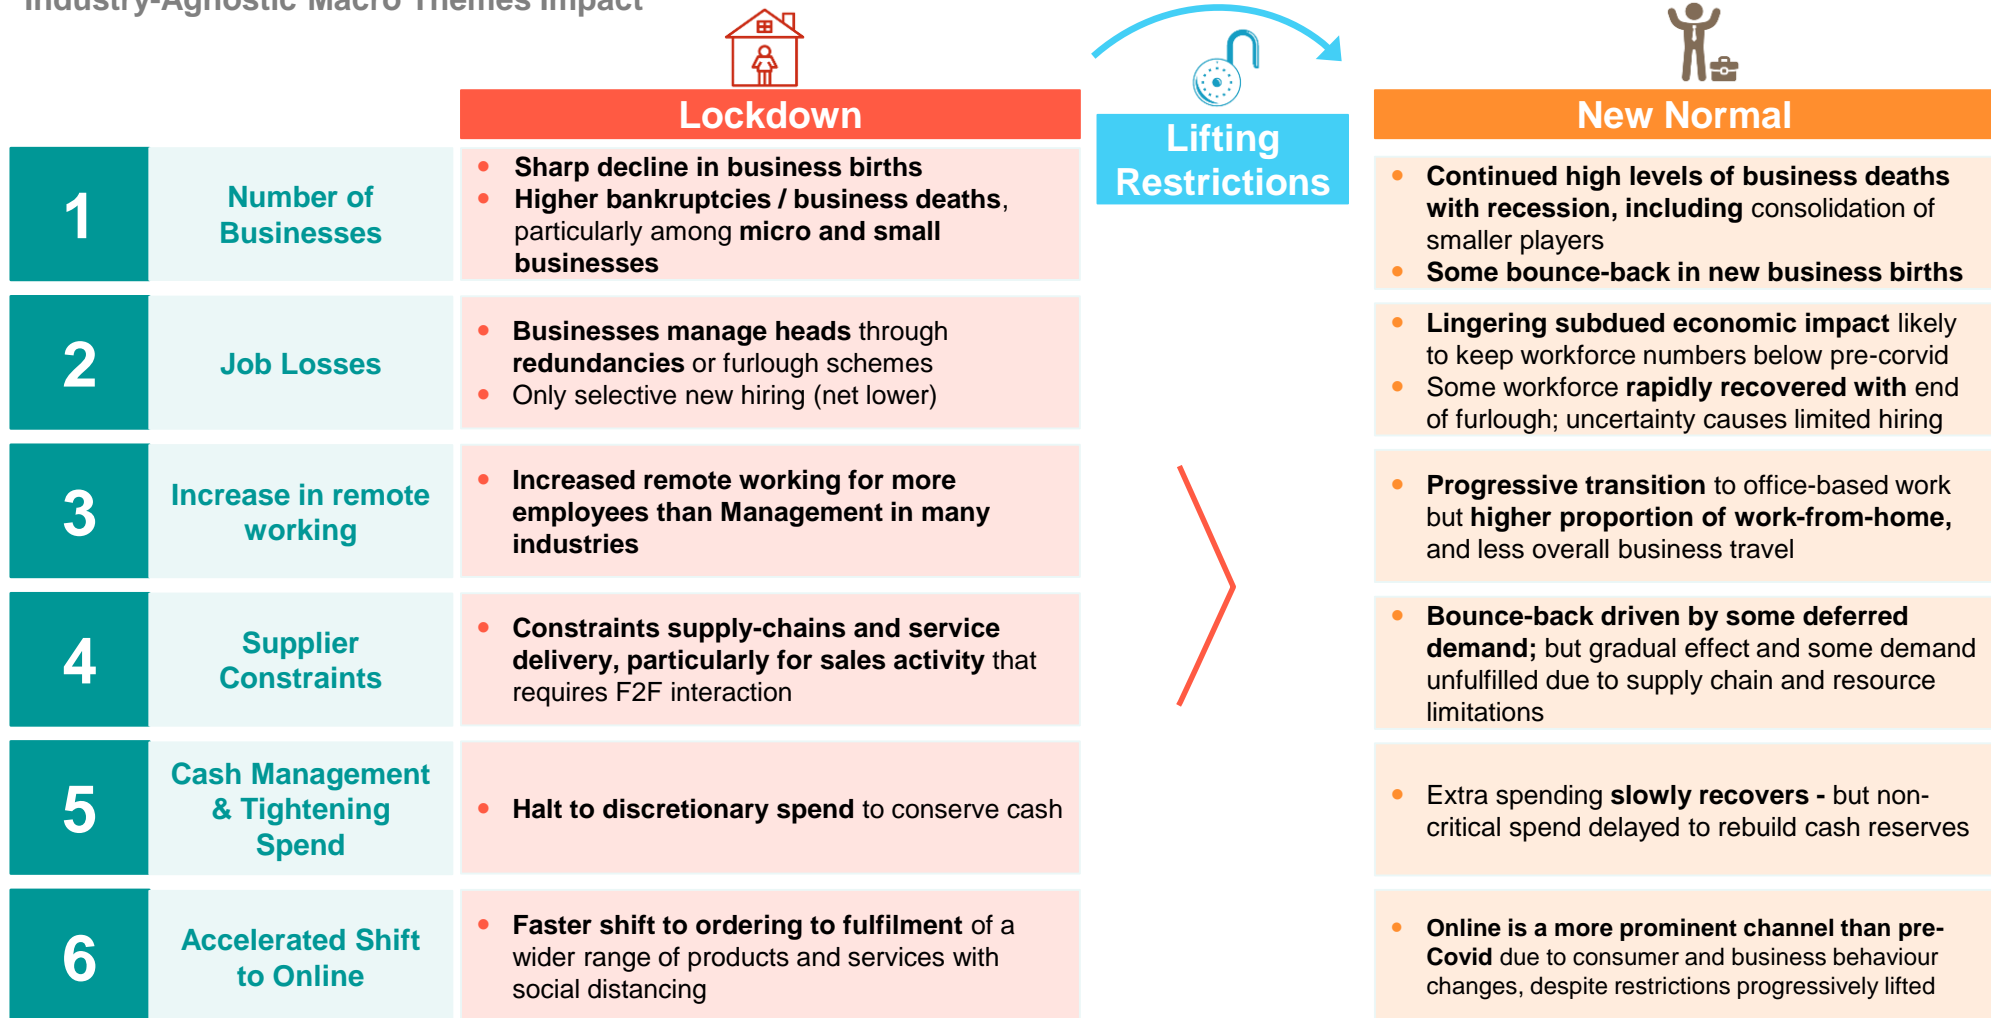 Industry-Agnostic Macro Themes Impact
Lockdown
Lifting
Restrictions
New Normal
1
Number of
Businesses
• Sharp decline in business births
• Higher bankruptcies / business deaths,
particularly among micro and small
businesses
• Continued high levels of business deaths
with recession, including consolidation of
smaller players
• Some bounce-back in new business births
2
Job Losses
• Businesses manage heads through
redundancies or furlough schemes
• Only selective new hiring (net lower)
• Lingering subdued economic impact likely
to keep workforce numbers below pre-corvid
• Some workforce rapidly recovered with end
of furlough; uncertainty causes limited hiring
3
Increase in remote
working
• Increased remote working for more
employees than Management in many
industries
• Progressive transition to office-based work
but higher proportion of work-from-home,
and less overall business travel
4
Supplier
Constraints
• Constraints supply-chains and service
delivery, particularly for sales activity that
requires F2F interaction
• Bounce-back driven by some deferred
demand; but gradual effect and some demand
unfulfilled due to supply chain and resource
limitations
5
Cash Management
& Tightening
Spend
• Halt to discretionary spend to conserve cash
• Extra spending slowly recovers - but non-
critical spend delayed to rebuild cash reserves
6
Accelerated Shift
to Online
• Faster shift to ordering to fulfilment of a
wider range of products and services with
social distancing
• Online is a more prominent channel than pre-
Covid due to consumer and business behaviour
changes, despite restrictions progressively lifted